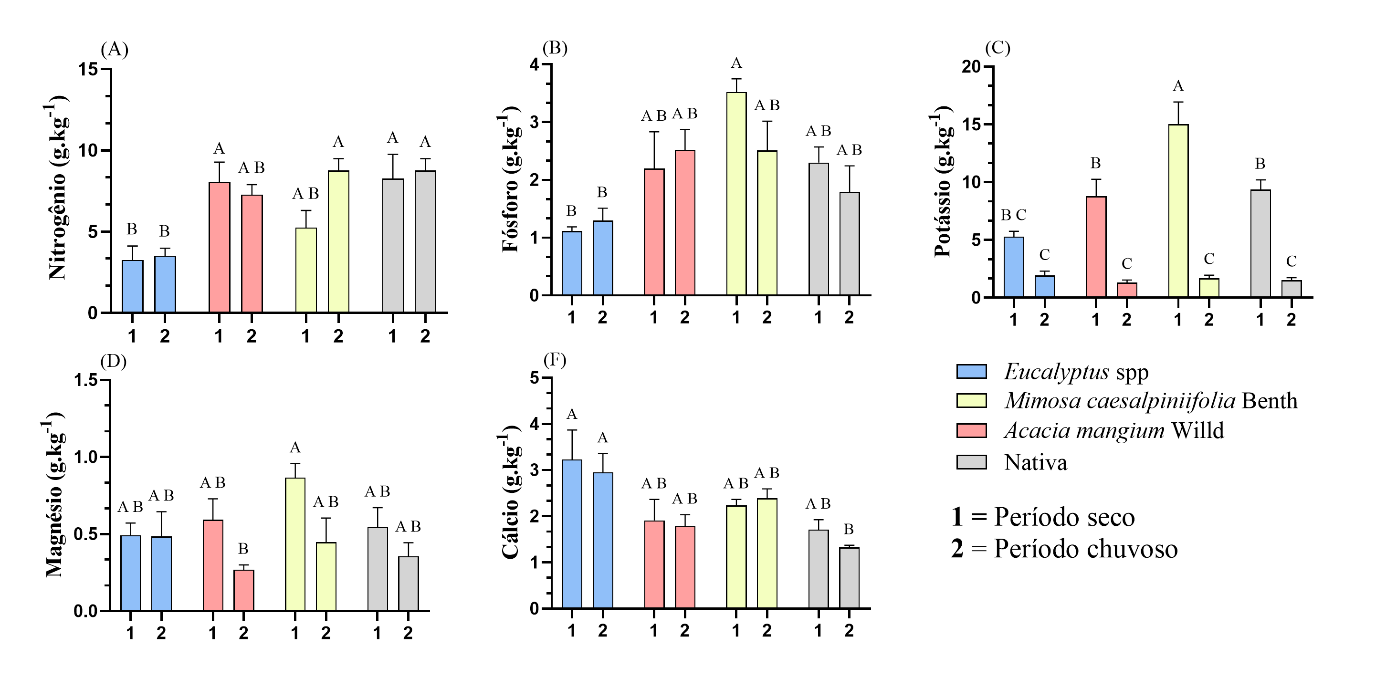 (A)
15
10
5
0
Nitrogênio (g.kg-1)
B
B
A
A B
A B
A
A
A
1 2 1 2 1 2 1 2
(B)
4
3
2
1
0
Fósforo (g.kg-1)
B
B
A B
A B
A
A B
A B
A B
1 2 1 2 1 2 1 2
(C)
20
15
10
5
0
Potássio (g.kg-1)
B C
C
B
C
A
C
B
C
1 2 1 2 1 2 1 2
(D)
1.5
1.0
0.5
0.0
Magnésio (g.kg-1)
A B
A B
A B
B
A
A B
A B
A B
1 2 1 2 1 2 1 2
(F)
5
4
3
2
1
0
Cálcio (g.kg-1)
A
A
A B
A B
A B
A B
A B
B
1 2 1 2 1 2 1 2
Eucalyptus spp
Mimosa caesalpiniifolia Benth
Acacia mangium Willd
Nativa
1 = Período seco
2 = Período chuvoso